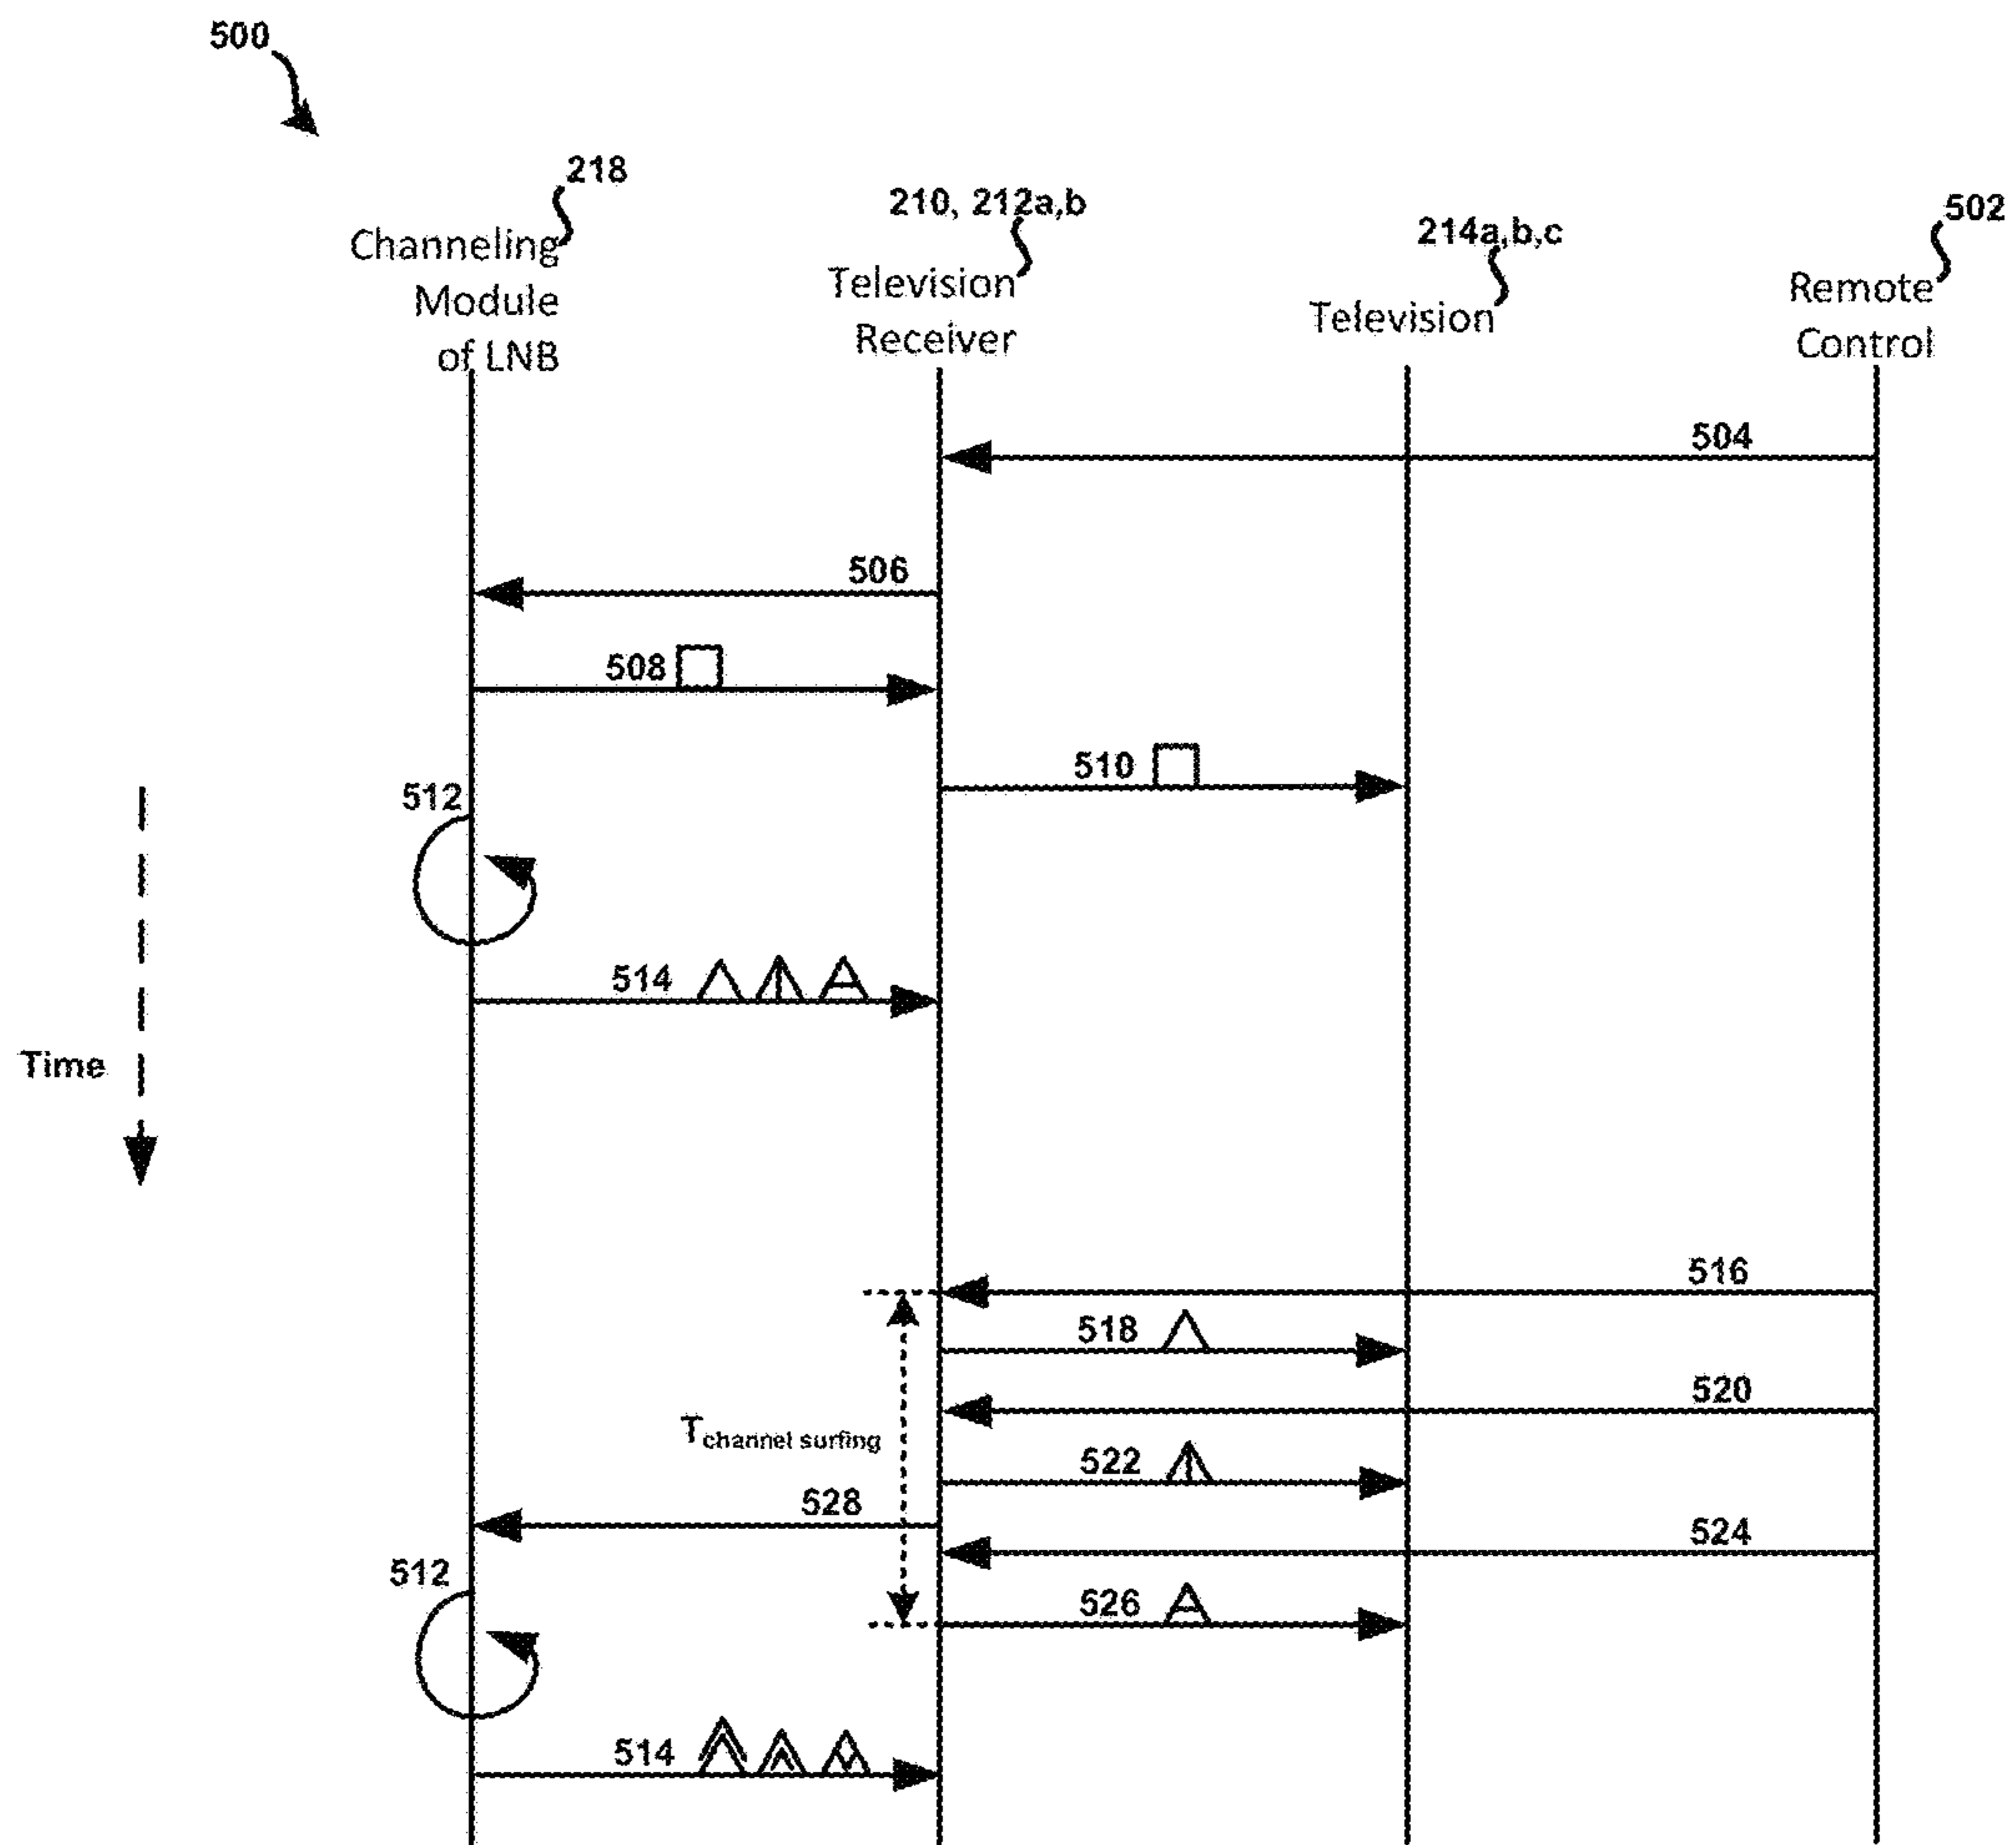 500
218
Channeling
Module
of LNB
210, 212a,b
Television
Receiver
214a,b,c
Television
502
Remote
Control
504
506
508
510
512
514
Time
516
518
520
Tchannel surfing
522
528
524
512
526
514